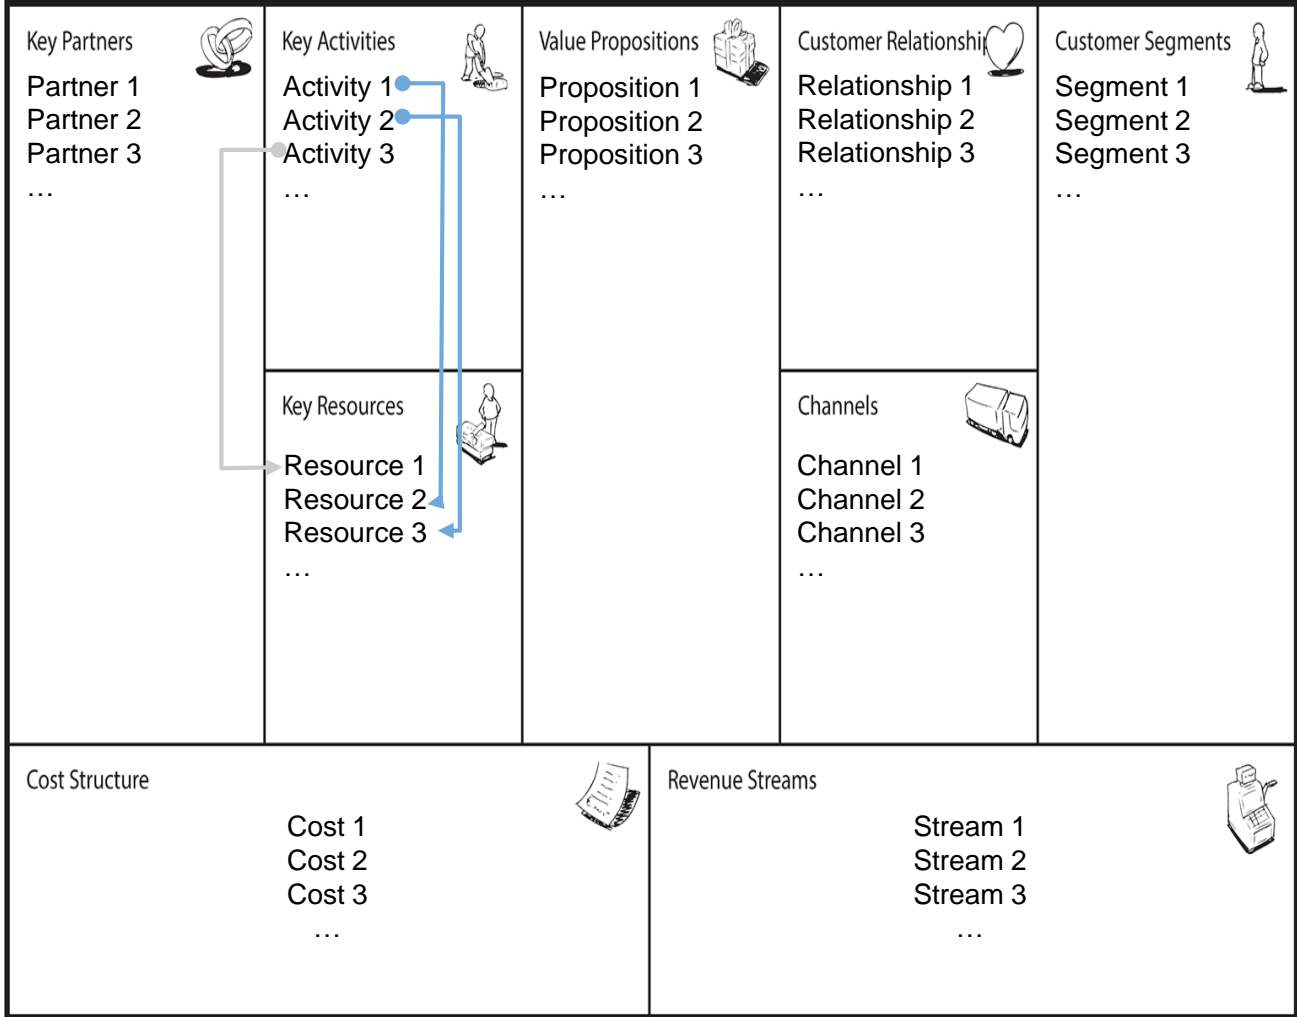 Key Partners
Partner 1
Partner 2
Partner 3
…
Key Activities
Activity 1
Activity 2
Activity 3
…
Key Resources
Resource 1
Resource 2
Resource 3
…
Value Propositions
Proposition 1
Proposition 2
Proposition 3
…
Customer Relationshi
Relationship 1
Relationship 2
Relationship 3
…
Channels
Channel 1
Channel 2
Channel 3
…
Customer Segments
Segment 1
Segment 2
Segment 3
…
Cost Structure
Cost 1
Cost 2
Cost 3
…
Revenue Streams
Stream 1
Stream 2
Stream 3
…